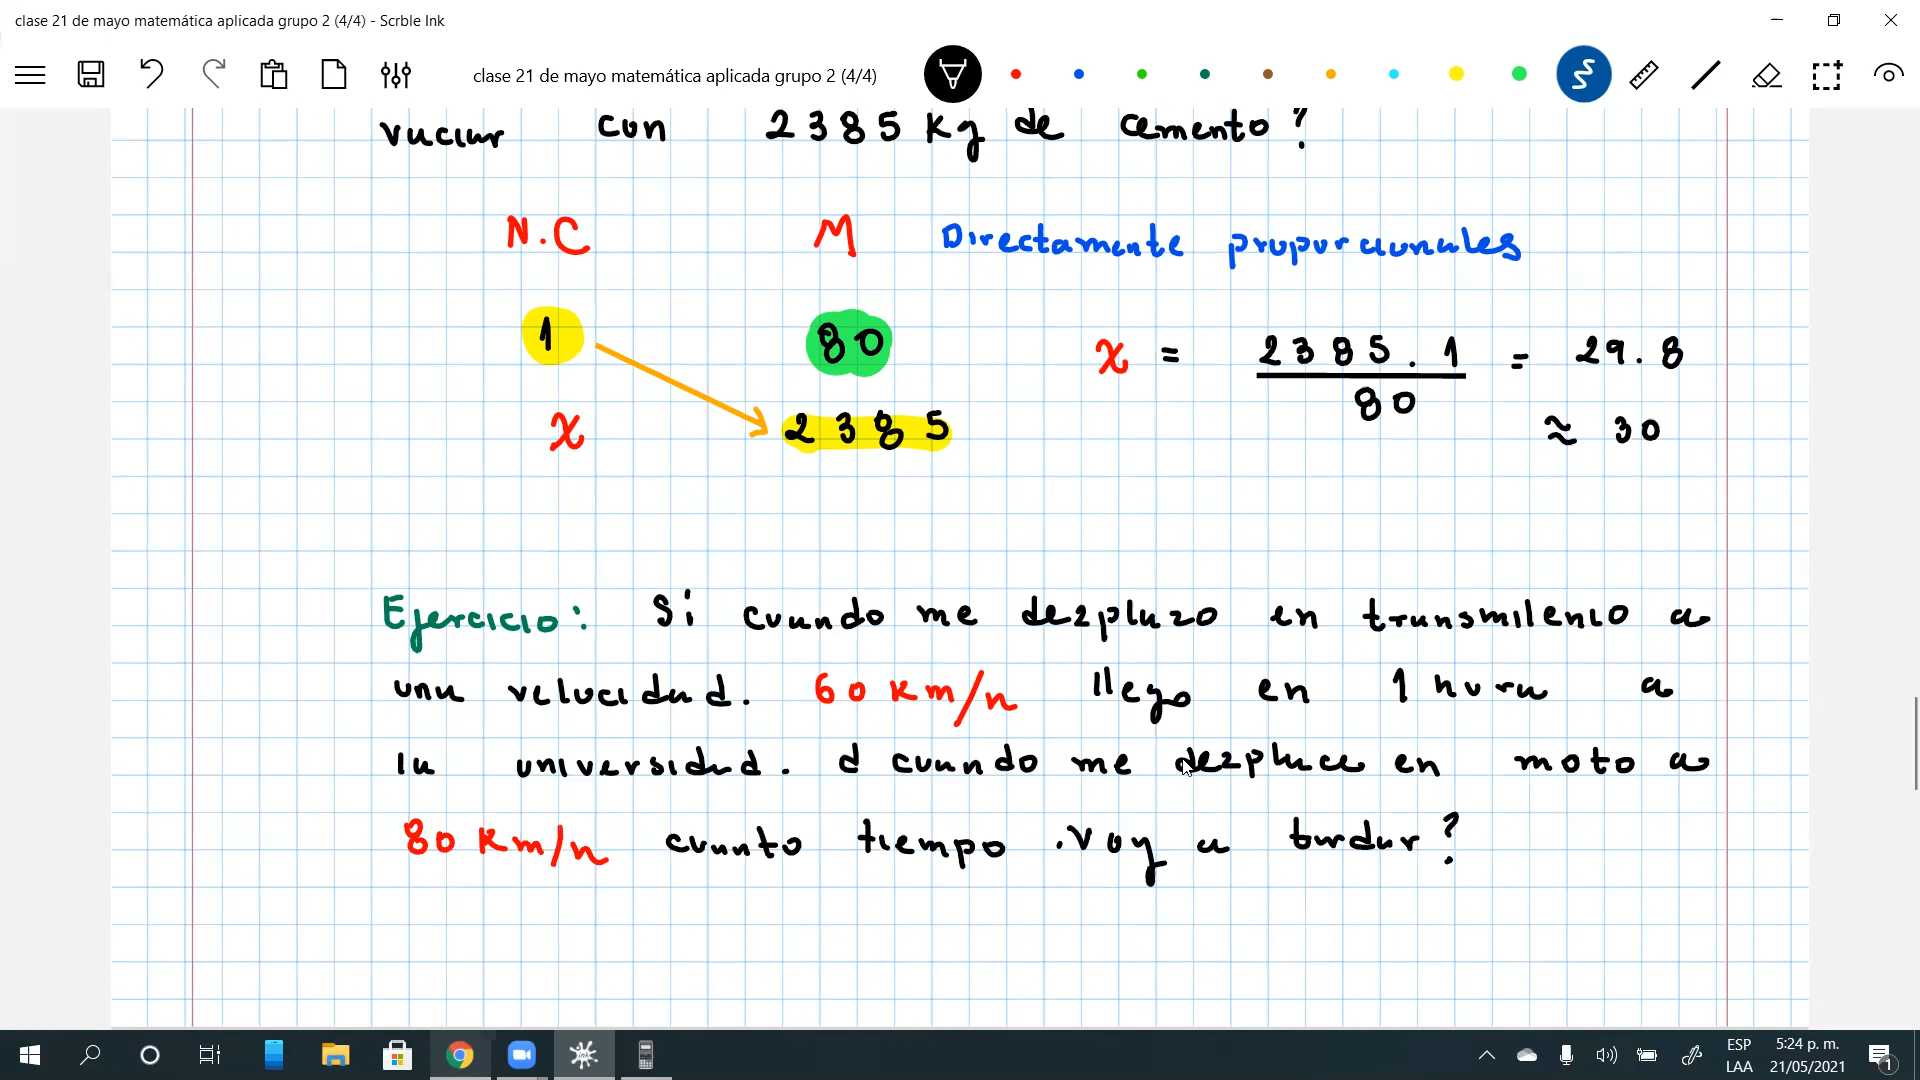 clase 21 de mayo matemática aplicada grupo 2 (4/4) - Scrble Ink
clase 21 de mayo matemática aplicada grupo 2 (4/4)
vaciar con 2385 Kg de cemento?
N.C M Directamente proporcionales
1 80
x = 2385.1 = 29.8
80
x 2385 ≈ 30
Ejercicio: Si cuando me dezplazo en transmilenio a
una velocidad. 60 km/h llego en 1 hora a
la universidad. d cuando me dezplace en moto a
80 km/h cuanto tiempo .voy a tardar?
ESP 5:24 p. m.
LAA 21/05/2021
1